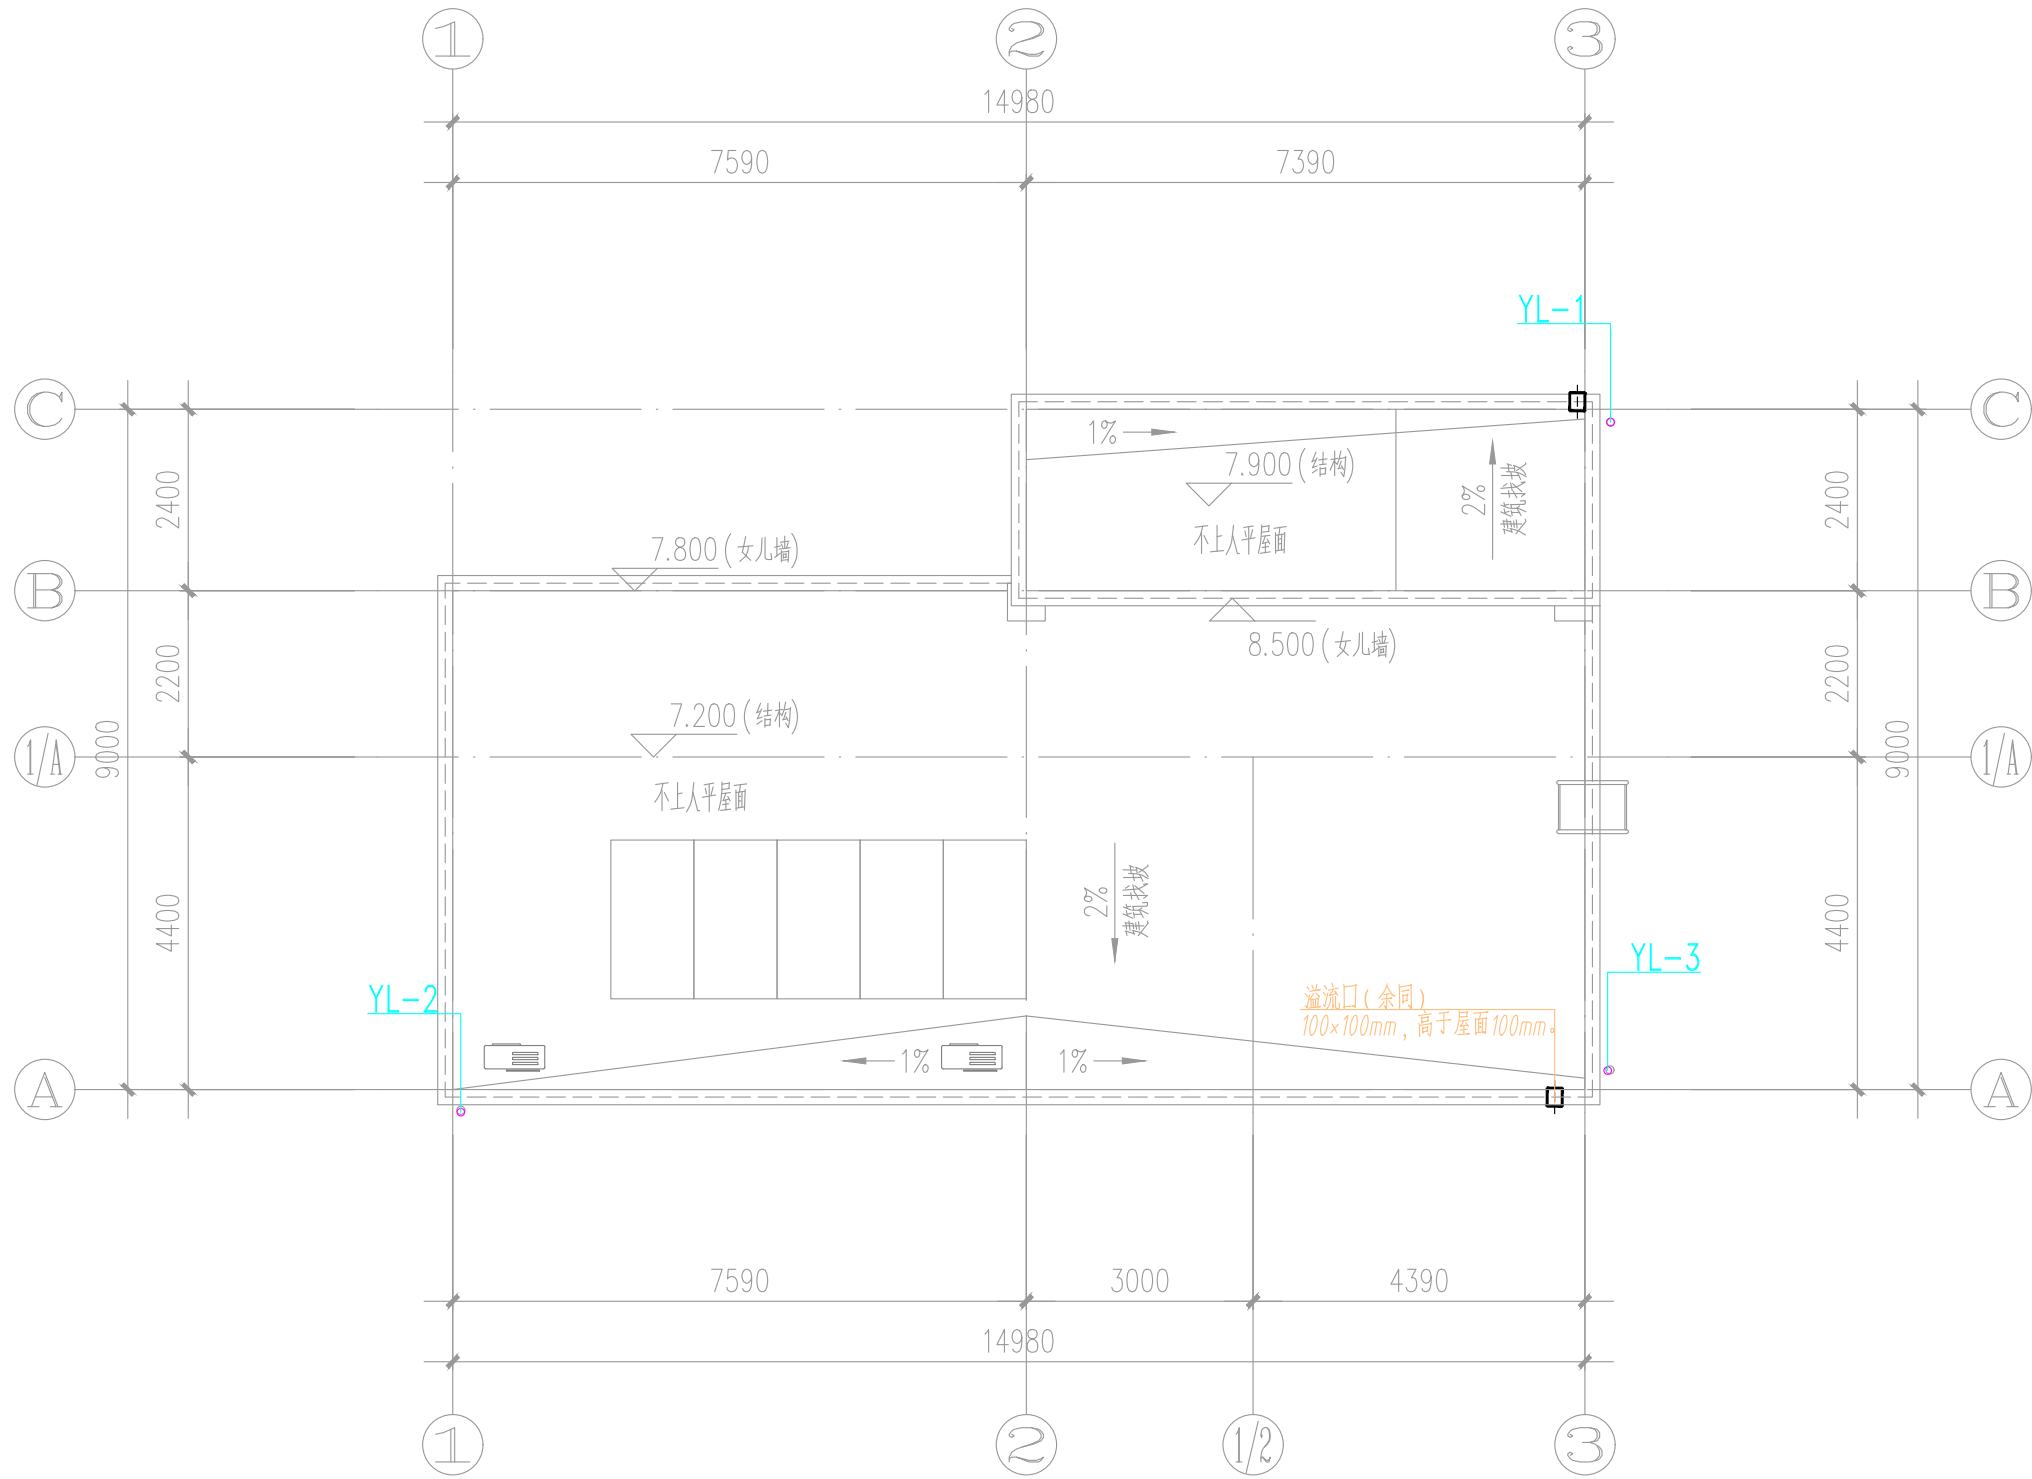 1
2
3
14980
7590
7390
YL-1
C
C
1%
7.900(结构)
2%
建筑找坡
2400
2400
不上人平屋面
7.800(女儿墙)
B
B
8.500(女儿墙)
2200
2200
7.200(结构)
9000
9000
1/A
1/A
不上人平屋面
2%
建筑找坡
4400
4400
YL-3
YL-2
溢流口(余同)
100×100mm,高于屋面100mm。
1%
1%
A
A
7590
3000
4390
14980
1
2
1/2
3